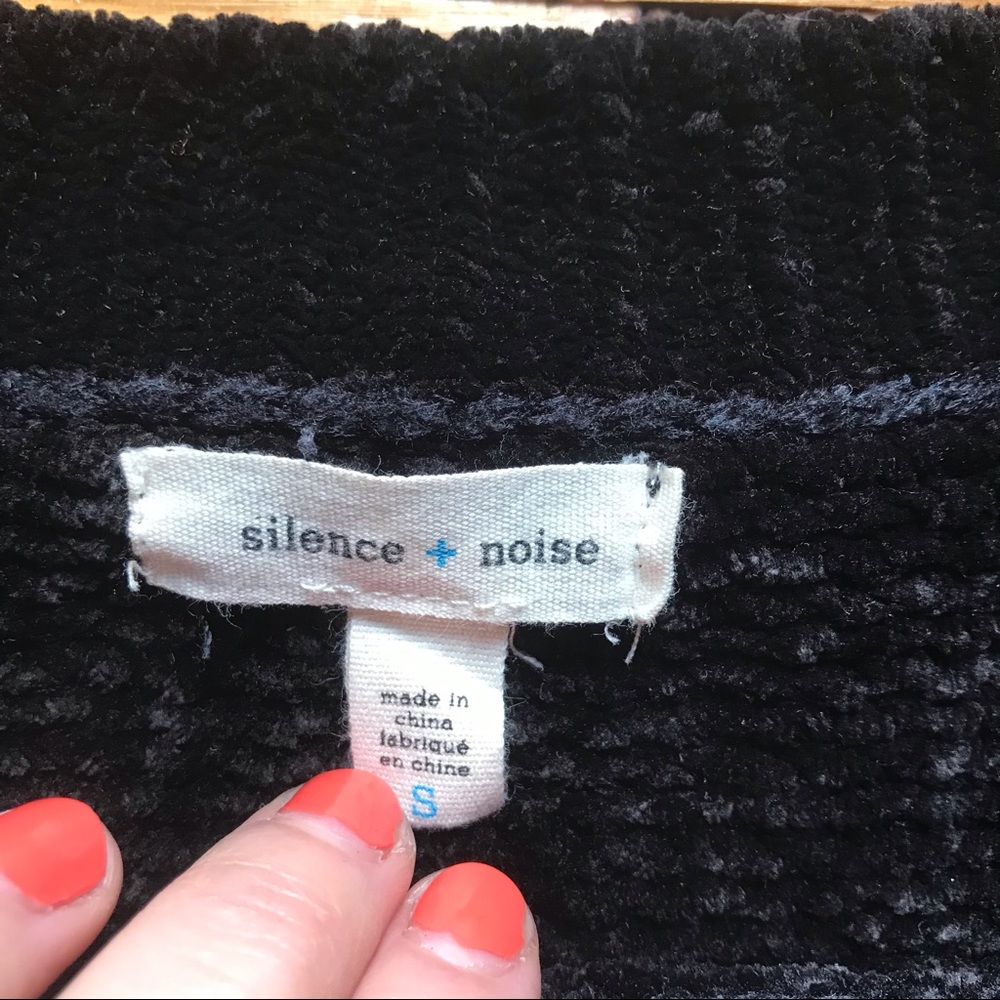 silence + noise
made in
china
fabriqué
en chine
S